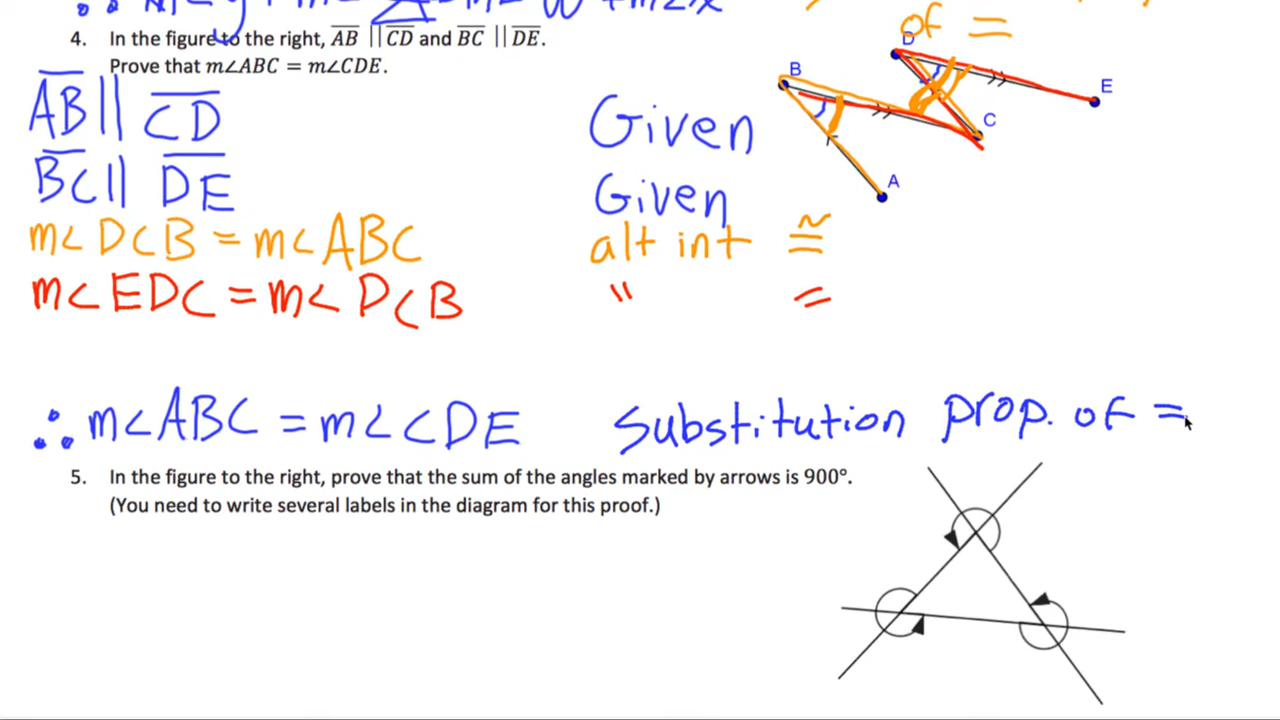 4. In the figure to the right, AB || CD and BC || DE.
of =
Prove that m∠ABC = m∠CDE.
D
B
E
C
A
AB || CD Given
BC || DE Given
m∠DCB = m∠ABC alt int ≅
m∠EDC = m∠DCB " =
∴ m∠ABC = m∠CDE Substitution prop. of =
5. In the figure to the right, prove that the sum of the angles marked by arrows is 900°.
(You need to write several labels in the diagram for this proof.)